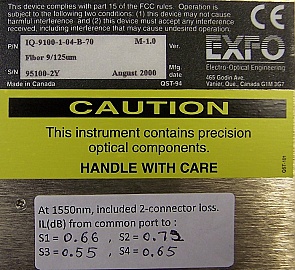 This device complies with part 15 of the FCC rules. Operation is
subject to the following two conditions: (1) this device may not cause
harmful interference and (2) this device must accept any interference
received, including interference that may cause undesired operation.
CE
P/N IQ-9100-1-04-B-70 M-1.0 Ver.
Fiber 9/125um
S/N 95100-2Y August 2000 Mfg. date
Made in Canada QST-94
EXFO
Electro-Optical Engineering
465 Godin Ave.
Vanier, Que., Canada G1M 3G7
CAUTION
This instrument contains precision
optical components.
HANDLE WITH CARE
QST-101
At 1550nm, included 2-connector loss.
IL(dB) from common port to :
S1 = 0.66 , S2 = 0.79
S3 = 0.55 , S4 = 0.65